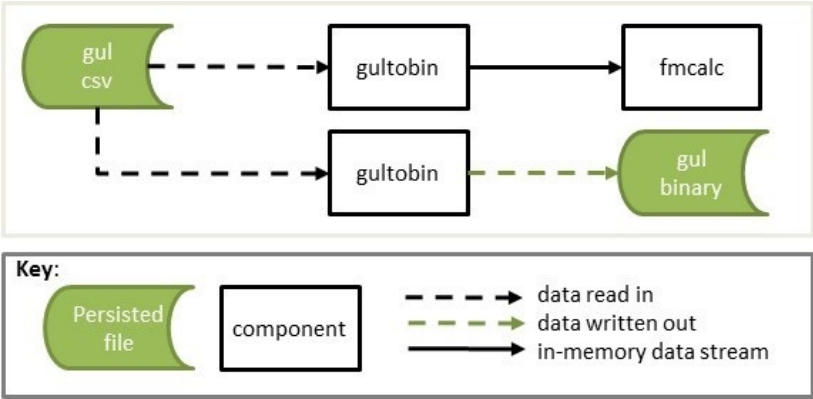 gul
csv
gultobin
fmcalc
gultobin
gul
binary
Key:
Persisted
file
component
data read in
data written out
in-memory data stream